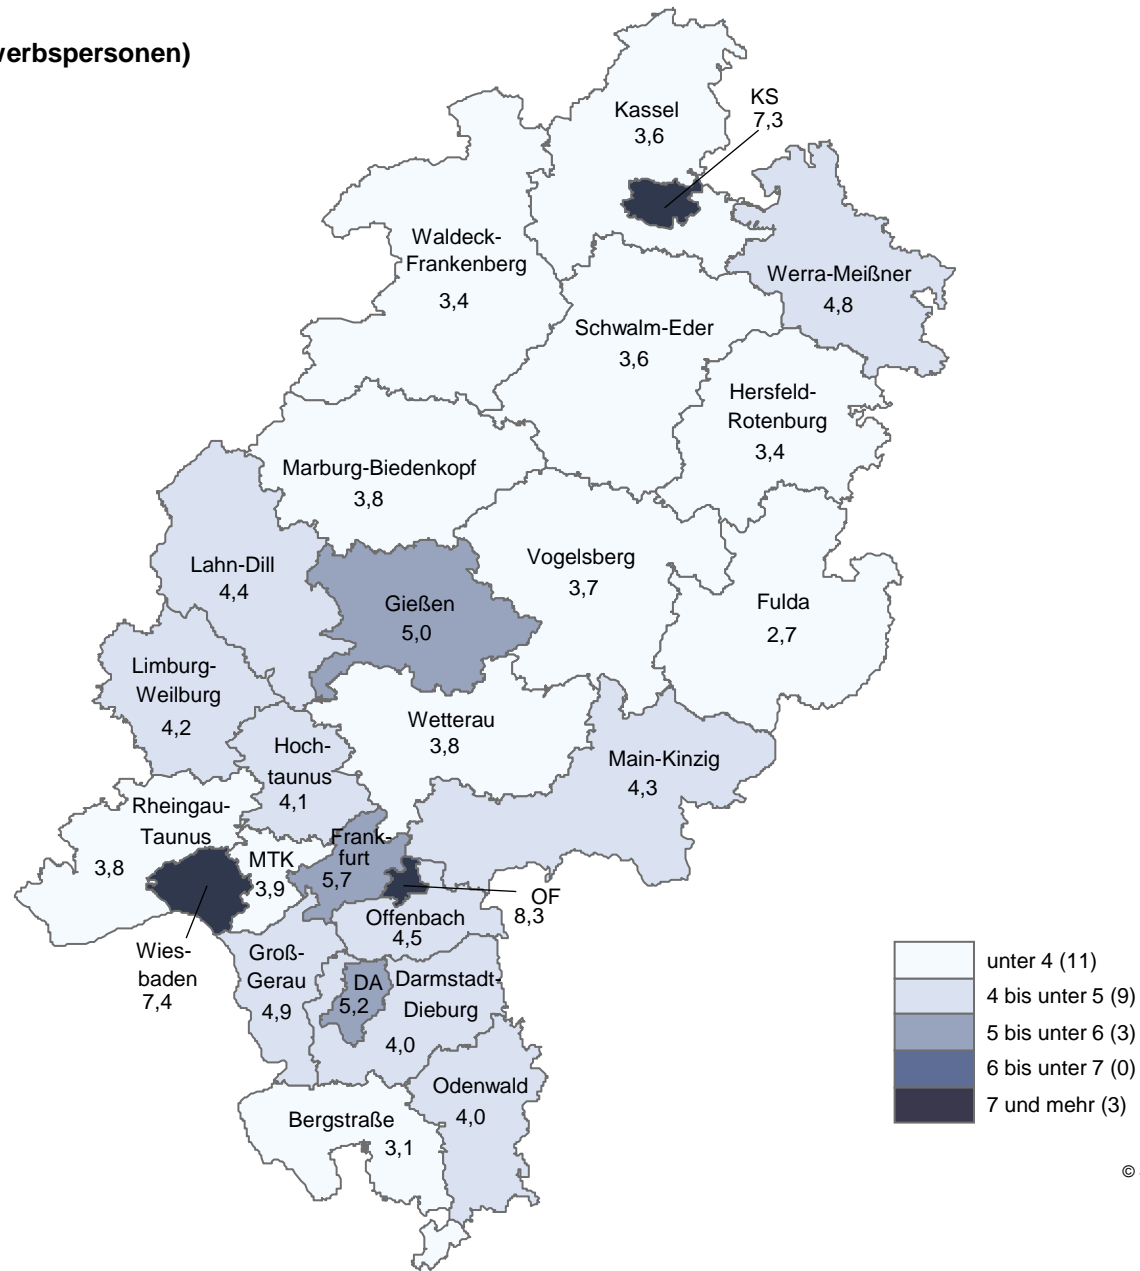 werbspersonen)
KS
7,3
Kassel
3,6
Waldeck-
Frankenberg
3,4
Werra-Meißner
4,8
Schwalm-Eder
3,6
Hersfeld-
Rotenburg
3,4
Marburg-Biedenkopf
3,8
Lahn-Dill
4,4
Gießen
5,0
Vogelsberg
3,7
Fulda
2,7
Limburg-
Weilburg
4,2
Wetterau
3,8
Hoch-
taunus
4,1
Main-Kinzig
4,3
Rheingau-
Taunus
3,8
MTK
3,9
Frank-
furt
5,7
OF
8,3
Offenbach
4,5
Wies-
baden
7,4
Groß-
Gerau
4,9
DA
5,2
Darmstadt-
Dieburg
4,0
Odenwald
4,0
Bergstraße
3,1
unter 4 (11)
4 bis unter 5 (9)
5 bis unter 6 (3)
6 bis unter 7 (0)
7 und mehr (3)
©